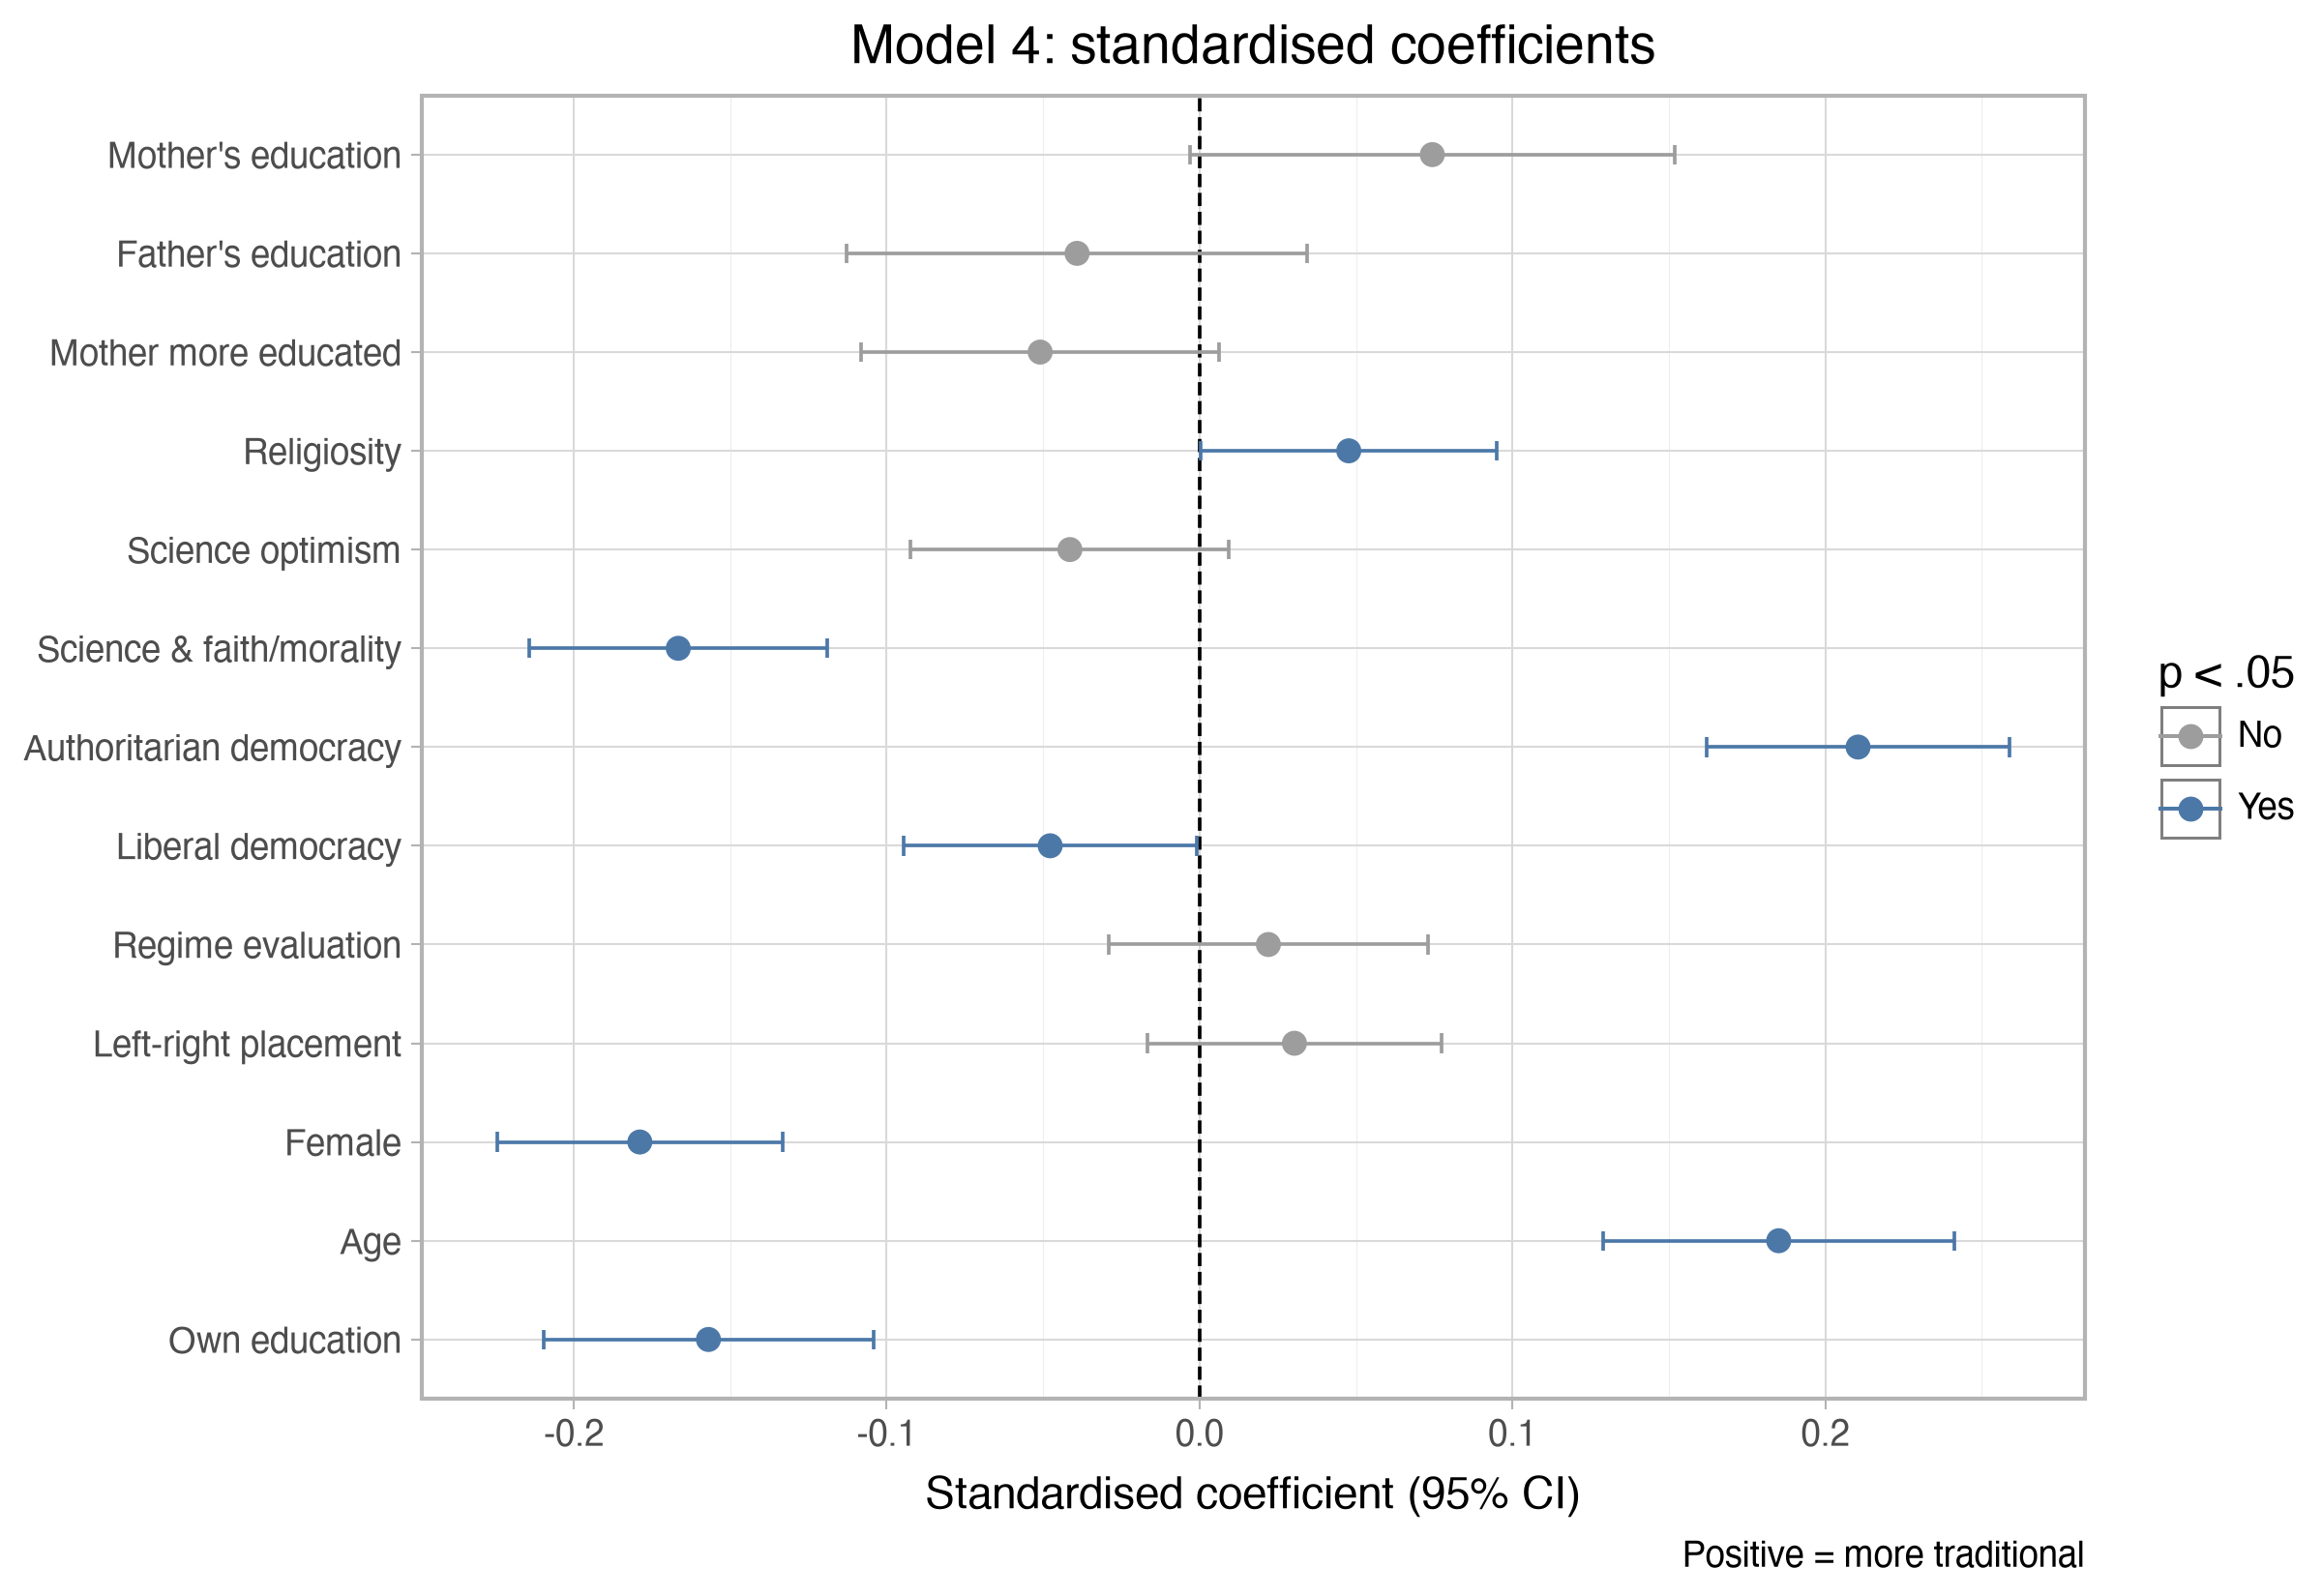 Model 4: standardised coefficients
Mother's education
Father's education
Mother more educated
Religiosity
Science optimism
Science & faith/morality
Authoritarian democracy
Liberal democracy
Regime evaluation
Left-right placement
Female
Age
Own education
-0.2
-0.1
0.0
0.1
0.2
Standardised coefficient (95% CI)
Positive = more traditional
p < .05
No
Yes